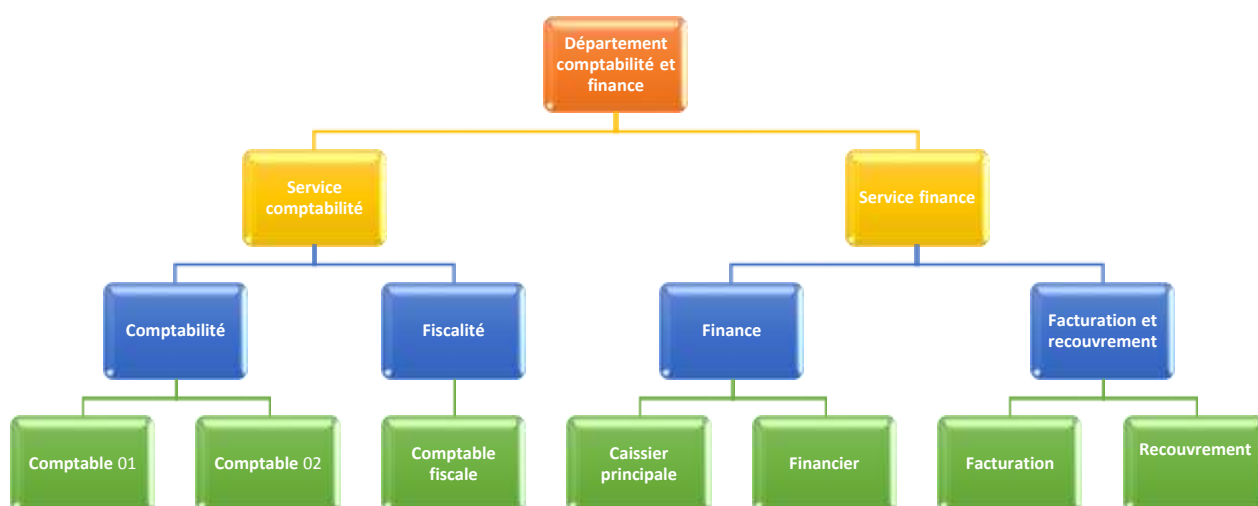 Département
comptabilité et
finance
Service
comptabilité
Service finance
Comptabilité
Fiscalité
Finance
Facturation et
recouvrement
Comptable 01
Comptable 02
Comptable
fiscale
Caissier
principale
Financier
Facturation
Recouvrement